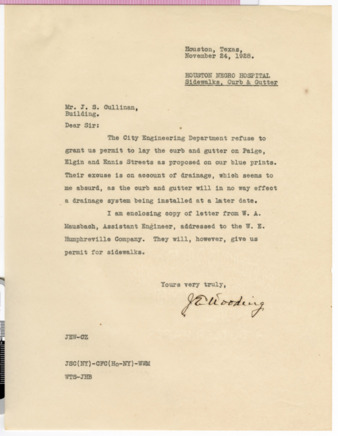 Houston, Texas,
November 24, 1928.
HOUSTON NEGRO HOSPITAL
Sidewalks, Curb & Gutter
Mr. J. S. Cullinan,
Building.
Dear Sir:
The City Engineering Department refuse to
grant us permit to lay the curb and gutter on Paige,
Elgin and Ennis Streets as proposed on our blue prints.
Their excuse is on account of drainage, which seems to
me absurd, as the curb and gutter will in no way effect
a drainage system being installed at a later date.
I am enclosing copy of letter from W. A.
Mausbach, Assistant Engineer, addressed to the W. E.
Humphreville Company. They will, however, give us
permit for sidewalks.
Yours very truly,
JEWooding
JEW-CZ
JSC(NY)-CFC(Ho-NY)-WWM
WTS-JHB